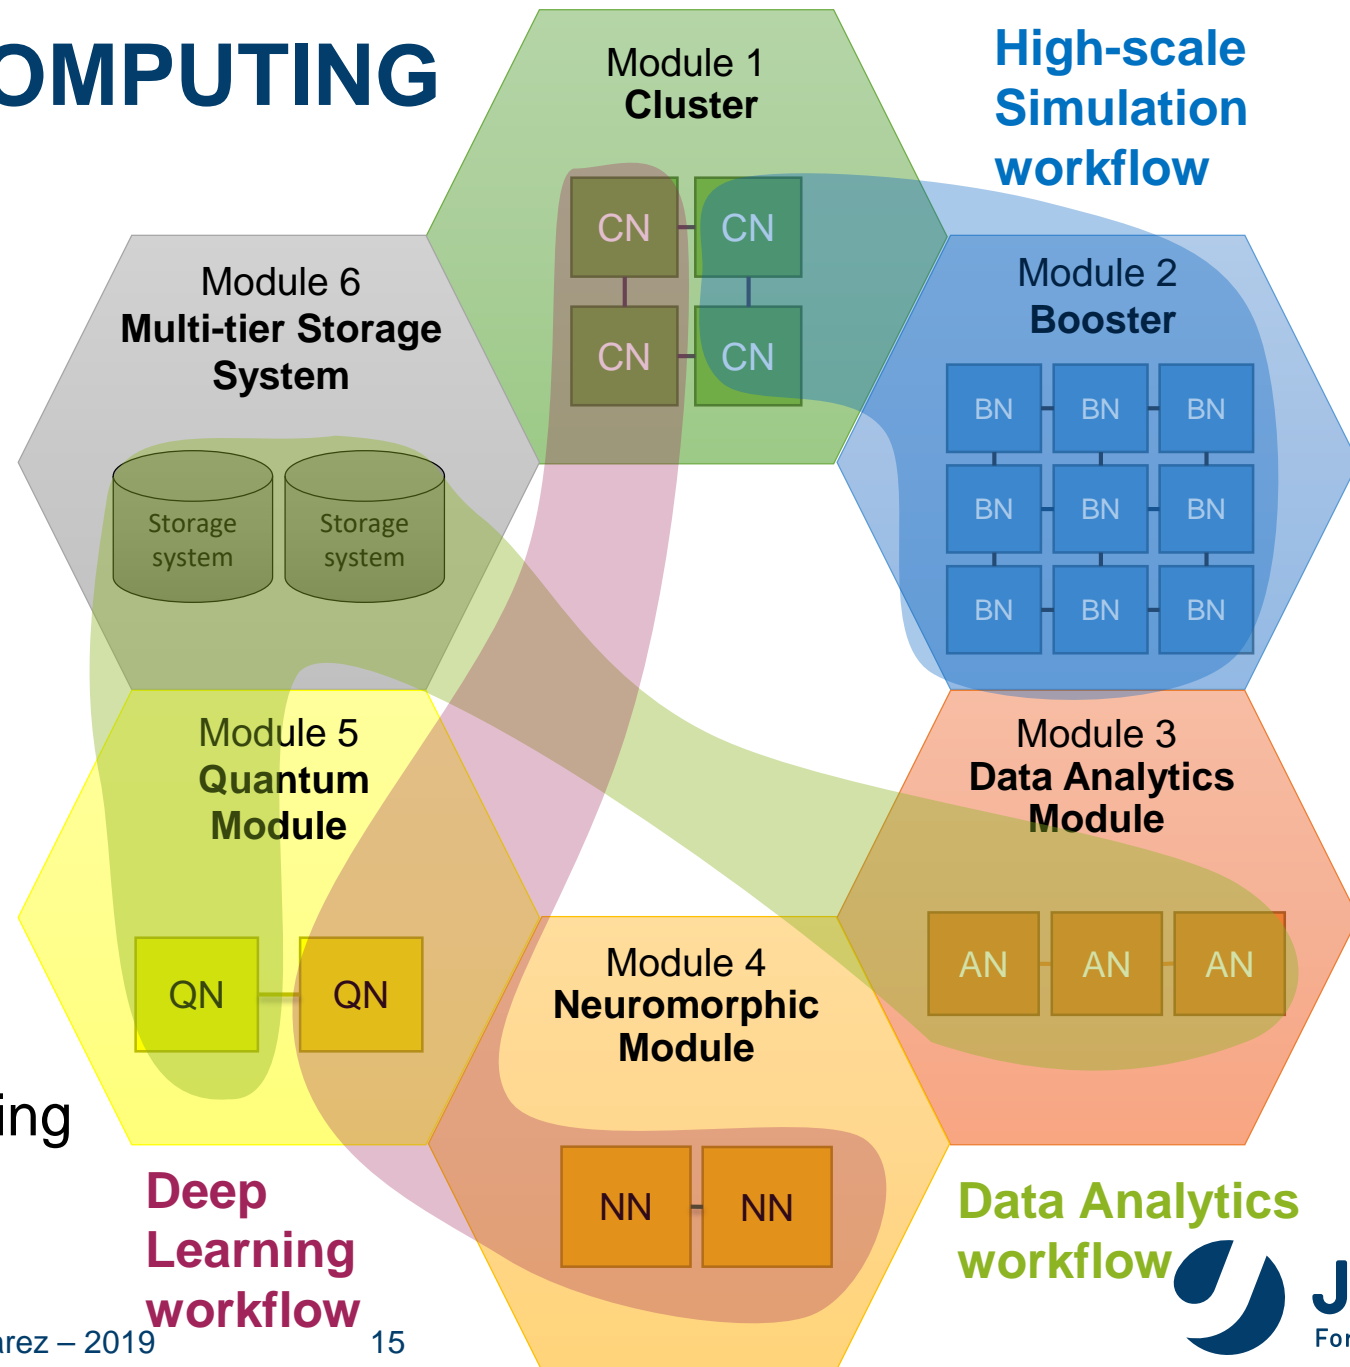 OMPUTING
High-scale
Simulation
workflow
Module 1
Cluster
CN CN
CN CN
Module 6
Multi-tier Storage
System
Storage
system
Storage
system
Module 2
Booster
BN BN BN
BN BN BN
BN BN BN
Module 5
Quantum
Module
QN QN
Module 3
Data Analytics
Module
AN AN AN
Module 4
Neuromorphic
Module
NN NN
ing
Deep
Learning
workflow
Data Analytics
workflow
J
For
arez – 2019
15